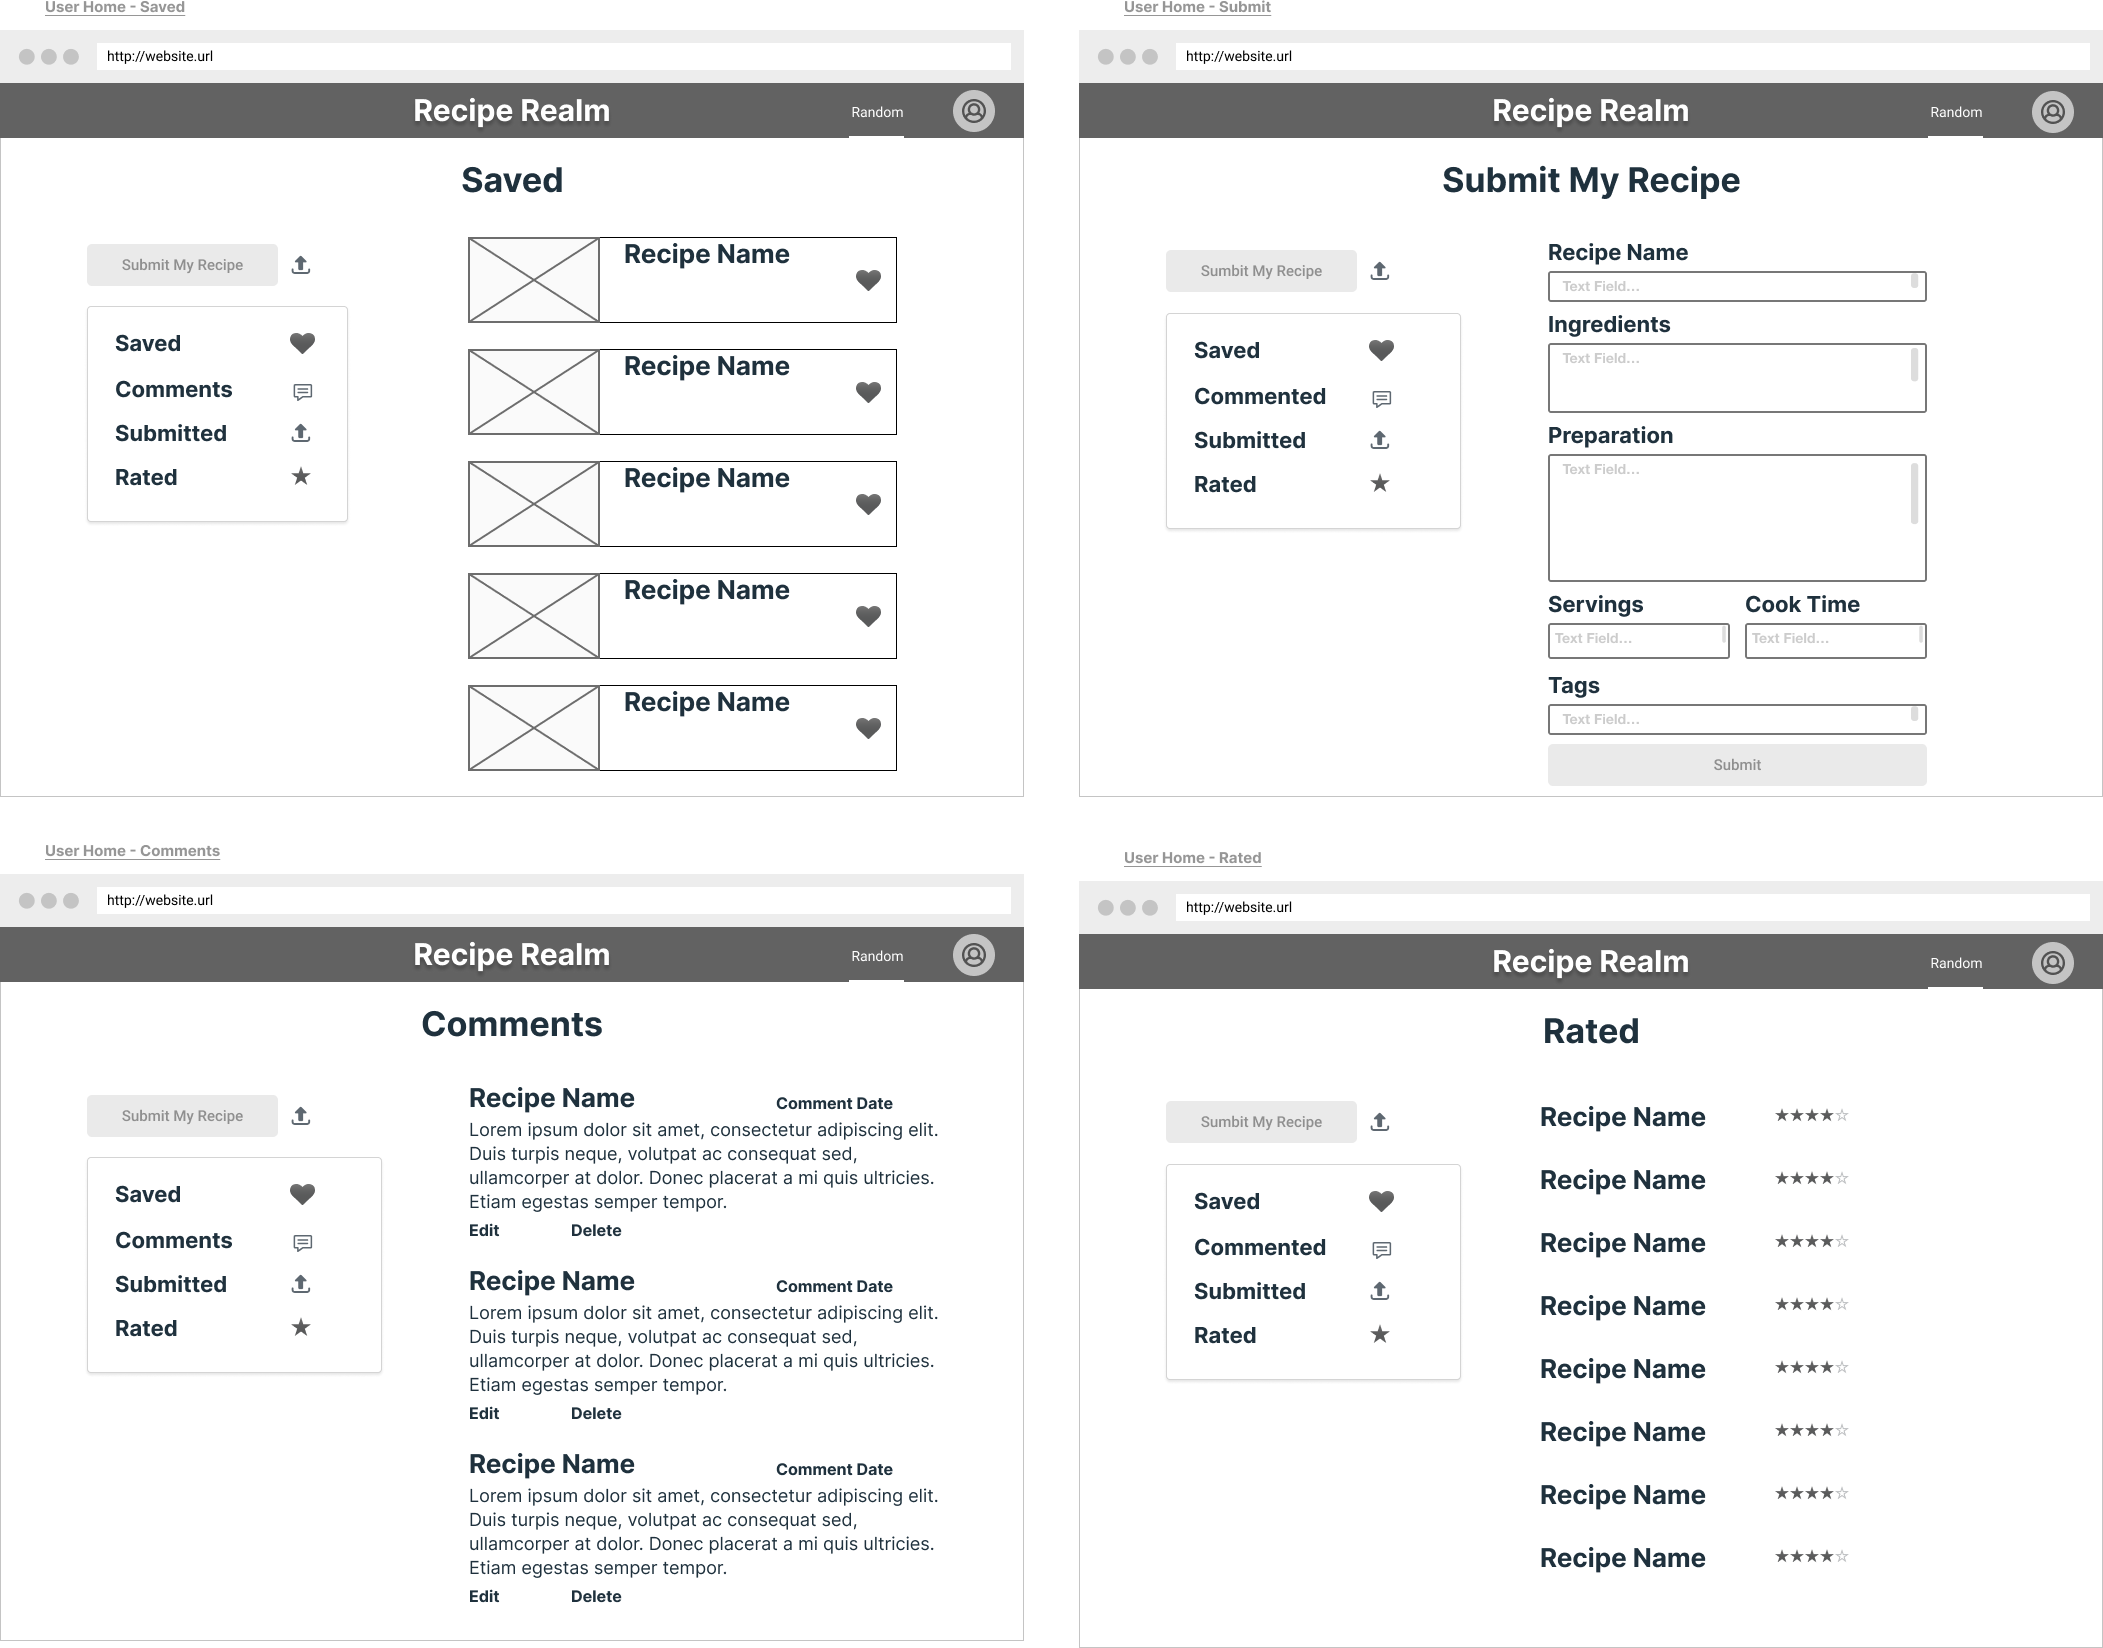 User Home - Saved
http://website.url
Recipe Realm
Random
Saved
Submit My Recipe
Saved
Comments
Submitted
Rated
Recipe Name
Recipe Name
Recipe Name
Recipe Name
Recipe Name
User Home - Submit
http://website.url
Recipe Realm
Random
Submit My Recipe
Sumbit My Recipe
Saved
Commented
Submitted
Rated
Recipe Name
Text Field...
Ingredients
Text Field...
Preparation
Text Field...
Servings Cook Time
Text Field... Text Field...
Tags
Text Field...
Submit
User Home - Comments
http://website.url
Recipe Realm
Random
Comments
Submit My Recipe
Saved
Comments
Submitted
Rated
Recipe Name Comment Date
Lorem ipsum dolor sit amet, consectetur adipiscing elit.
Duis turpis neque, volutpat ac consequat sed,
ullamcorper at dolor. Donec placerat a mi quis ultricies.
Etiam egestas semper tempor.
Edit Delete
Recipe Name Comment Date
Lorem ipsum dolor sit amet, consectetur adipiscing elit.
Duis turpis neque, volutpat ac consequat sed,
ullamcorper at dolor. Donec placerat a mi quis ultricies.
Etiam egestas semper tempor.
Edit Delete
Recipe Name Comment Date
Lorem ipsum dolor sit amet, consectetur adipiscing elit.
Duis turpis neque, volutpat ac consequat sed,
ullamcorper at dolor. Donec placerat a mi quis ultricies.
Etiam egestas semper tempor.
Edit Delete
User Home - Rated
http://website.url
Recipe Realm
Random
Rated
Sumbit My Recipe
Saved
Commented
Submitted
Rated
Recipe Name ★★★★☆
Recipe Name ★★★★☆
Recipe Name ★★★★☆
Recipe Name ★★★★☆
Recipe Name ★★★★☆
Recipe Name ★★★★☆
Recipe Name ★★★★☆
Recipe Name ★★★★☆